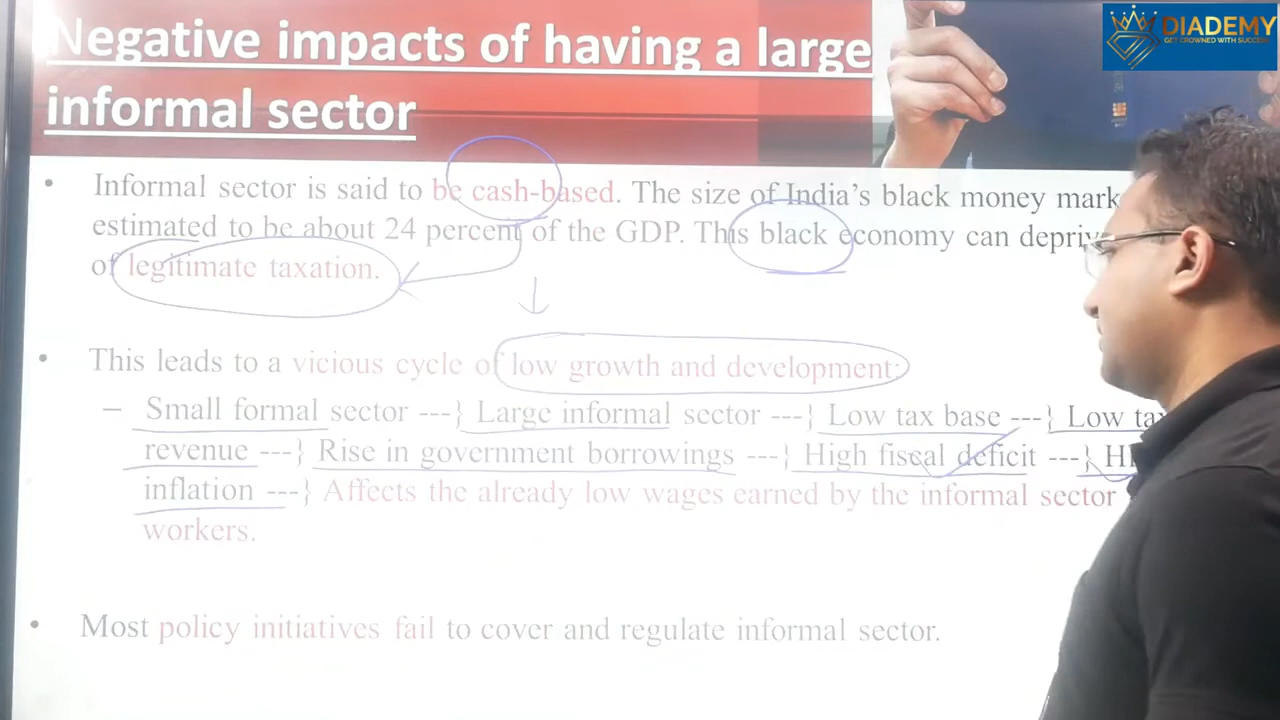 Negative impacts of having a large
informal sector
DIADEMY
GET CROWNED WITH SUCCESS
• Informal sector is said to be cash-based. The size of India's black money
estimated to be about 24 percent of the GDP. This black economy can
of legitimate taxation.
• This leads to a vicious cycle of low growth and development:
– Small formal sector ---} Large informal sector ---} Low tax base ---} Low
revenue ---} Rise in government borrowings ---} High fiscal deficit ---}
inflation ---} Affects the already low wages earned by the informal sector
workers.
• Most policy initiatives fail to cover and regulate informal sector.